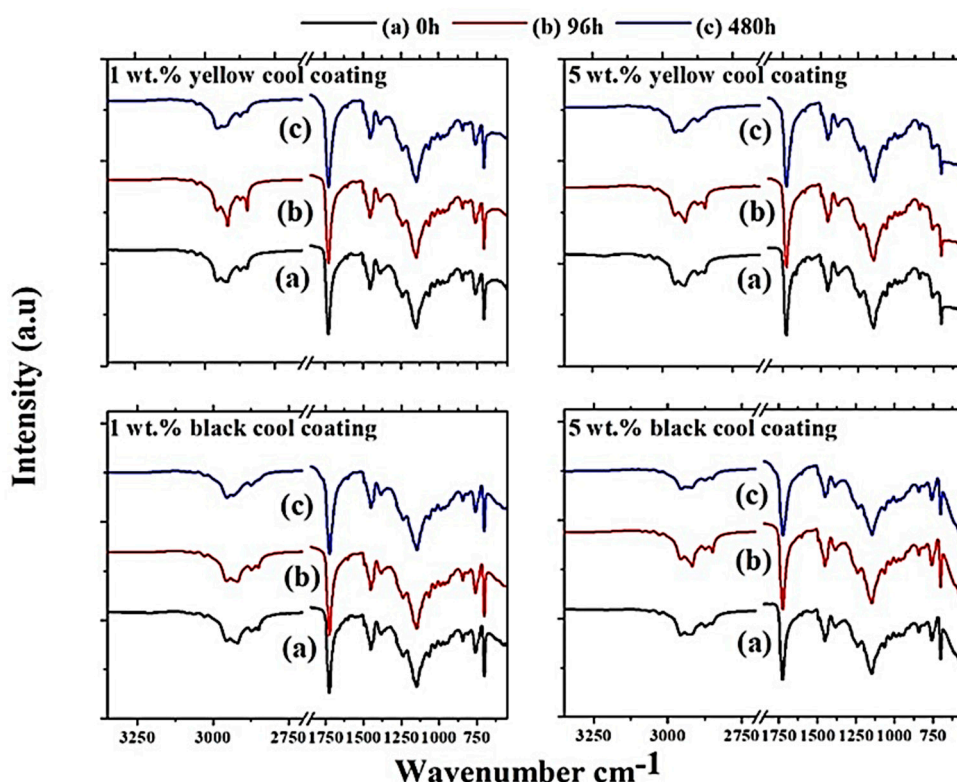 (a) 0h (b) 96h (c) 480h
1 wt.% yellow cool coating
(c)
(b)
(a)
5 wt.% yellow cool coating
(c)
(b)
(a)
Intensity (a.u)
1 wt.% black cool coating
(c)
(b)
(a)
5 wt.% black cool coating
(c)
(b)
(a)
3250 3000 2750 1750 1500 1250 1000 750
3250 3000 2750 1500 1250 1000 750
Wavenumber cm-1